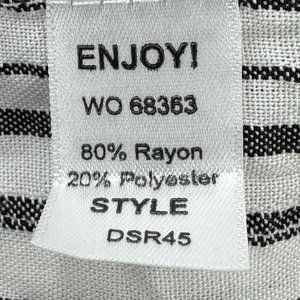 ENJOY!
WO 68363
80% Rayon
20% Polyester
STYLE
DSR45